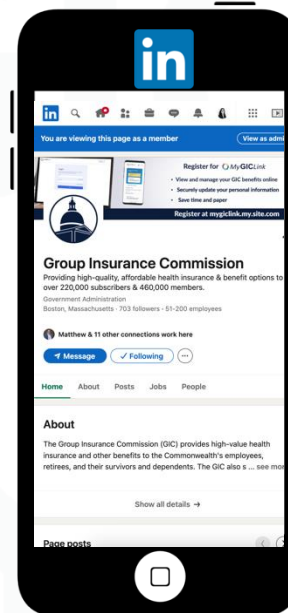 in
in
You are viewing this page as a member
View as admi
Register for MyGICLink
• View and manage your GIC benefits online
• Securely update your personal information
• Save time and paper
Register at mygiclink.my.site.com
Group Insurance Commission
Providing high-quality, affordable health insurance & benefit options to
over 220,000 subscribers & 460,000 members.
Government Administration
Boston, Massachusetts · 703 followers · 51-200 employees
Matthew & 11 other connections work here
Message
✓ Following
Home About Posts Jobs People
About
The Group Insurance Commission (GIC) provides high-value health
insurance and other benefits to the Commonwealth's employees,
retirees, and their survivors and dependents. The GIC also s ... see mor
Show all details →
Page posts